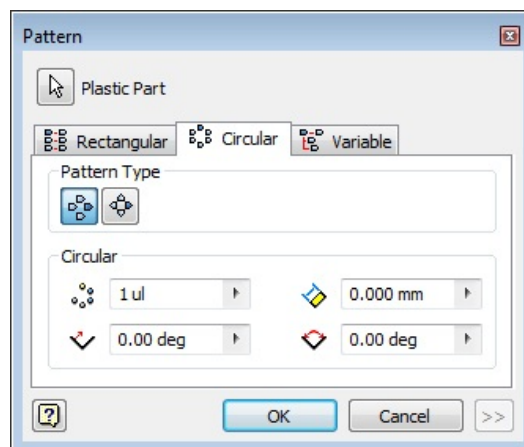 Pattern
Plastic Part
Rectangular Circular Variable
Pattern Type
Circular
1 ul 0.000 mm
0.00 deg 0.00 deg
? OK Cancel >>